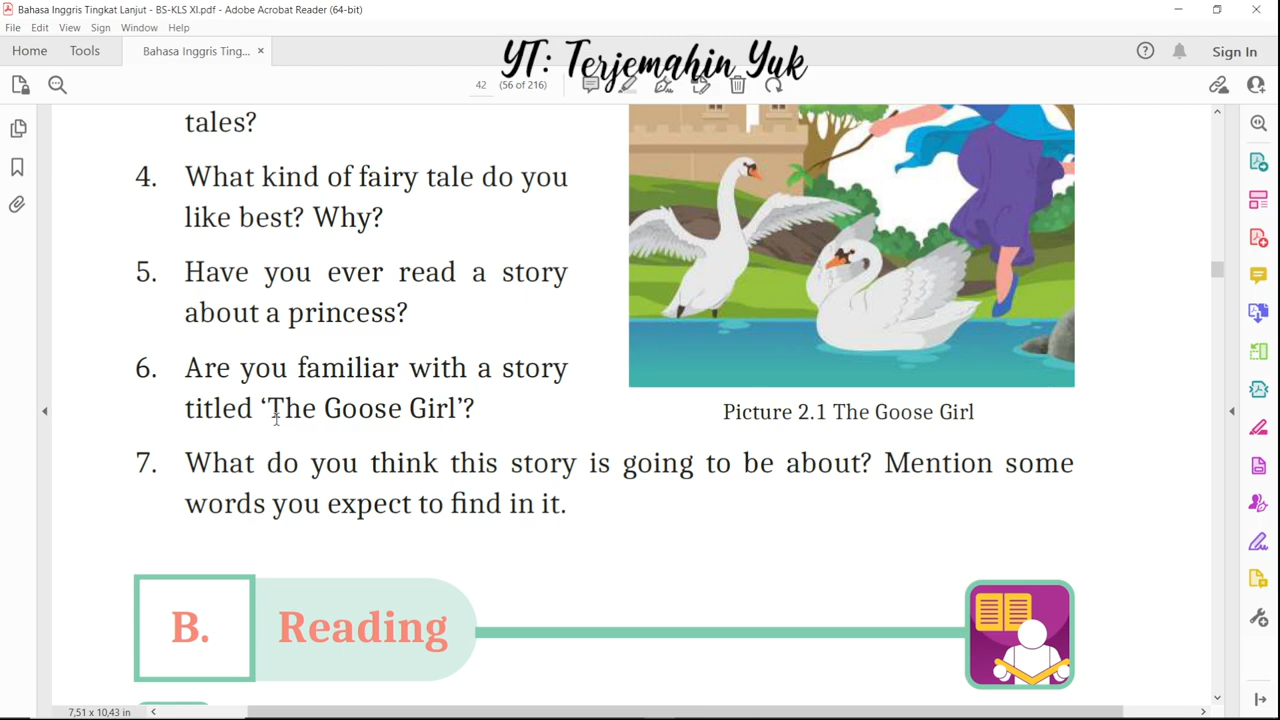 Bahasa Inggris Tingkat Lanjut - BS-KLS XI.pdf - Adobe Acrobat Reader (64-bit)
File Edit View Sign Window Help
Home Tools Bahasa Inggris Ting... × Sign In
YT: Terjemahin Yuk
42 (56 of 216)
tales?
4. What kind of fairy tale do you
like best? Why?
5. Have you ever read a story
about a princess?
6. Are you familiar with a story
titled ‘The Goose Girl’?
Picture 2.1 The Goose Girl
7. What do you think this story is going to be about? Mention some
words you expect to find in it.
B. Reading
7,51 x 10,43 in